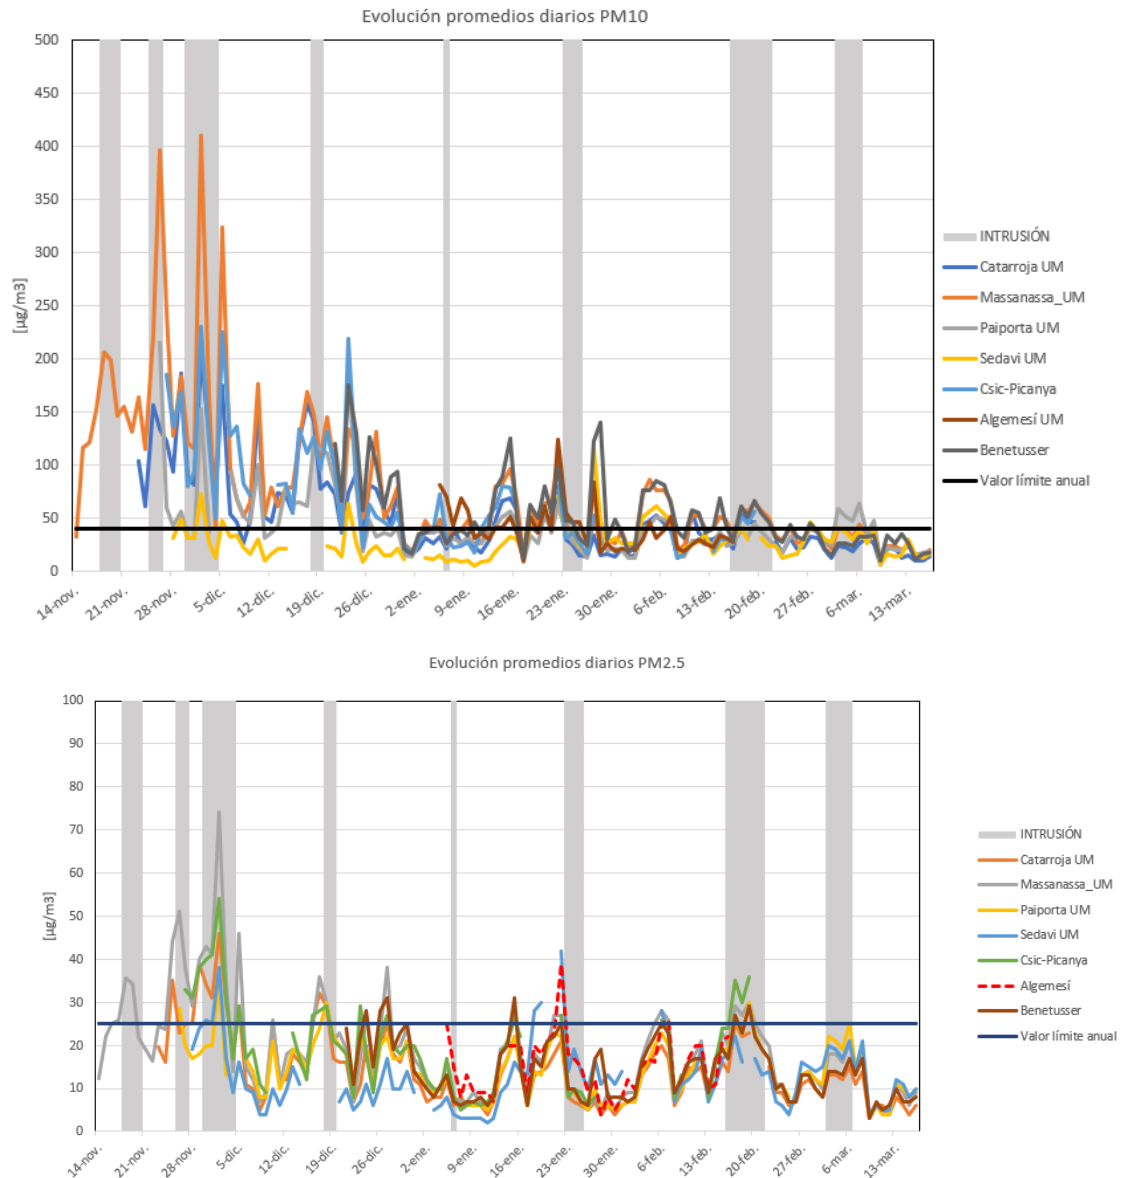 Evolución promedios diarios PM10
500
450
400
350
300
250
200
150
100
50
0
[µg/m3]
14-nov.
21-nov.
28-nov.
5-dic.
12-dic.
19-dic.
26-dic.
2-ene.
9-ene.
16-ene.
23-ene.
30-ene.
6-feb.
13-feb.
20-feb.
27-feb.
6-mar.
13-mar.
INTRUSIÓN
Catarroja UM
Massanassa_UM
Paiporta UM
Sedavi UM
Csic-Picanya
Algemesí UM
Benetusser
Valor límite anual
Evolución promedios diarios PM2.5
100
90
80
70
60
50
40
30
20
10
0
[µg/m3]
14-nov.
21-nov.
28-nov.
5-dic.
12-dic.
19-dic.
26-dic.
2-ene.
9-ene.
16-ene.
23-ene.
30-ene.
6-feb.
13-feb.
20-feb.
27-feb.
6-mar.
13-mar.
INTRUSIÓN
Catarroja UM
Massanassa_UM
Paiporta UM
Sedavi UM
Csic-Picanya
Algemesí
Benetusser
Valor límite anual